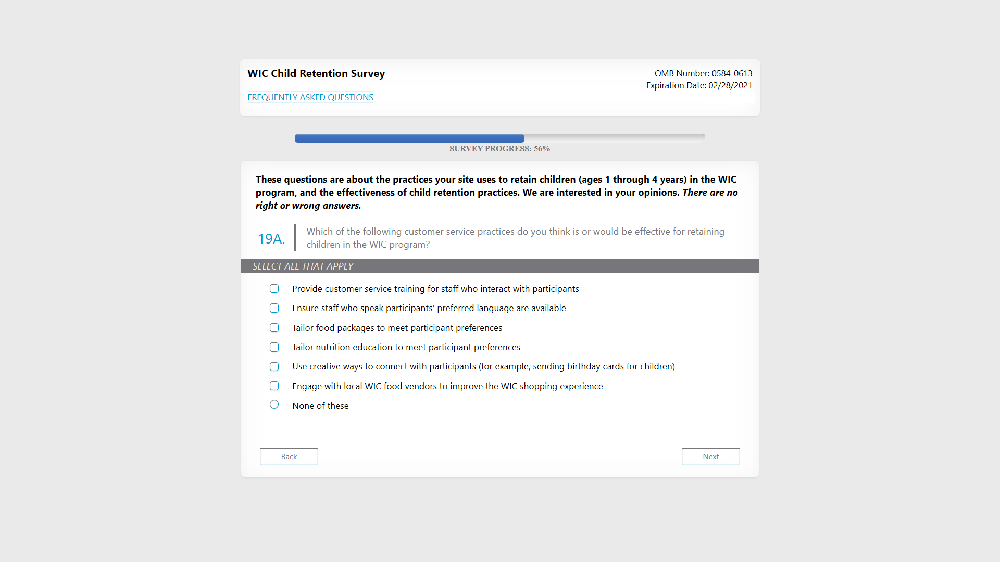 WIC Child Retention Survey
OMB Number: 0584-0613
Expiration Date: 02/28/2021
FREQUENTLY ASKED QUESTIONS
SURVEY PROGRESS: 56%
These questions are about the practices your site uses to retain children (ages 1 through 4 years) in the WIC
program, and the effectiveness of child retention practices. We are interested in your opinions. There are no
right or wrong answers.
19A.
Which of the following customer service practices do you think is or would be effective for retaining
children in the WIC program?
SELECT ALL THAT APPLY
Provide customer service training for staff who interact with participants
Ensure staff who speak participants’ preferred language are available
Tailor food packages to meet participant preferences
Tailor nutrition education to meet participant preferences
Use creative ways to connect with participants (for example, sending birthday cards for children)
Engage with local WIC food vendors to improve the WIC shopping experience
None of these
Back
Next